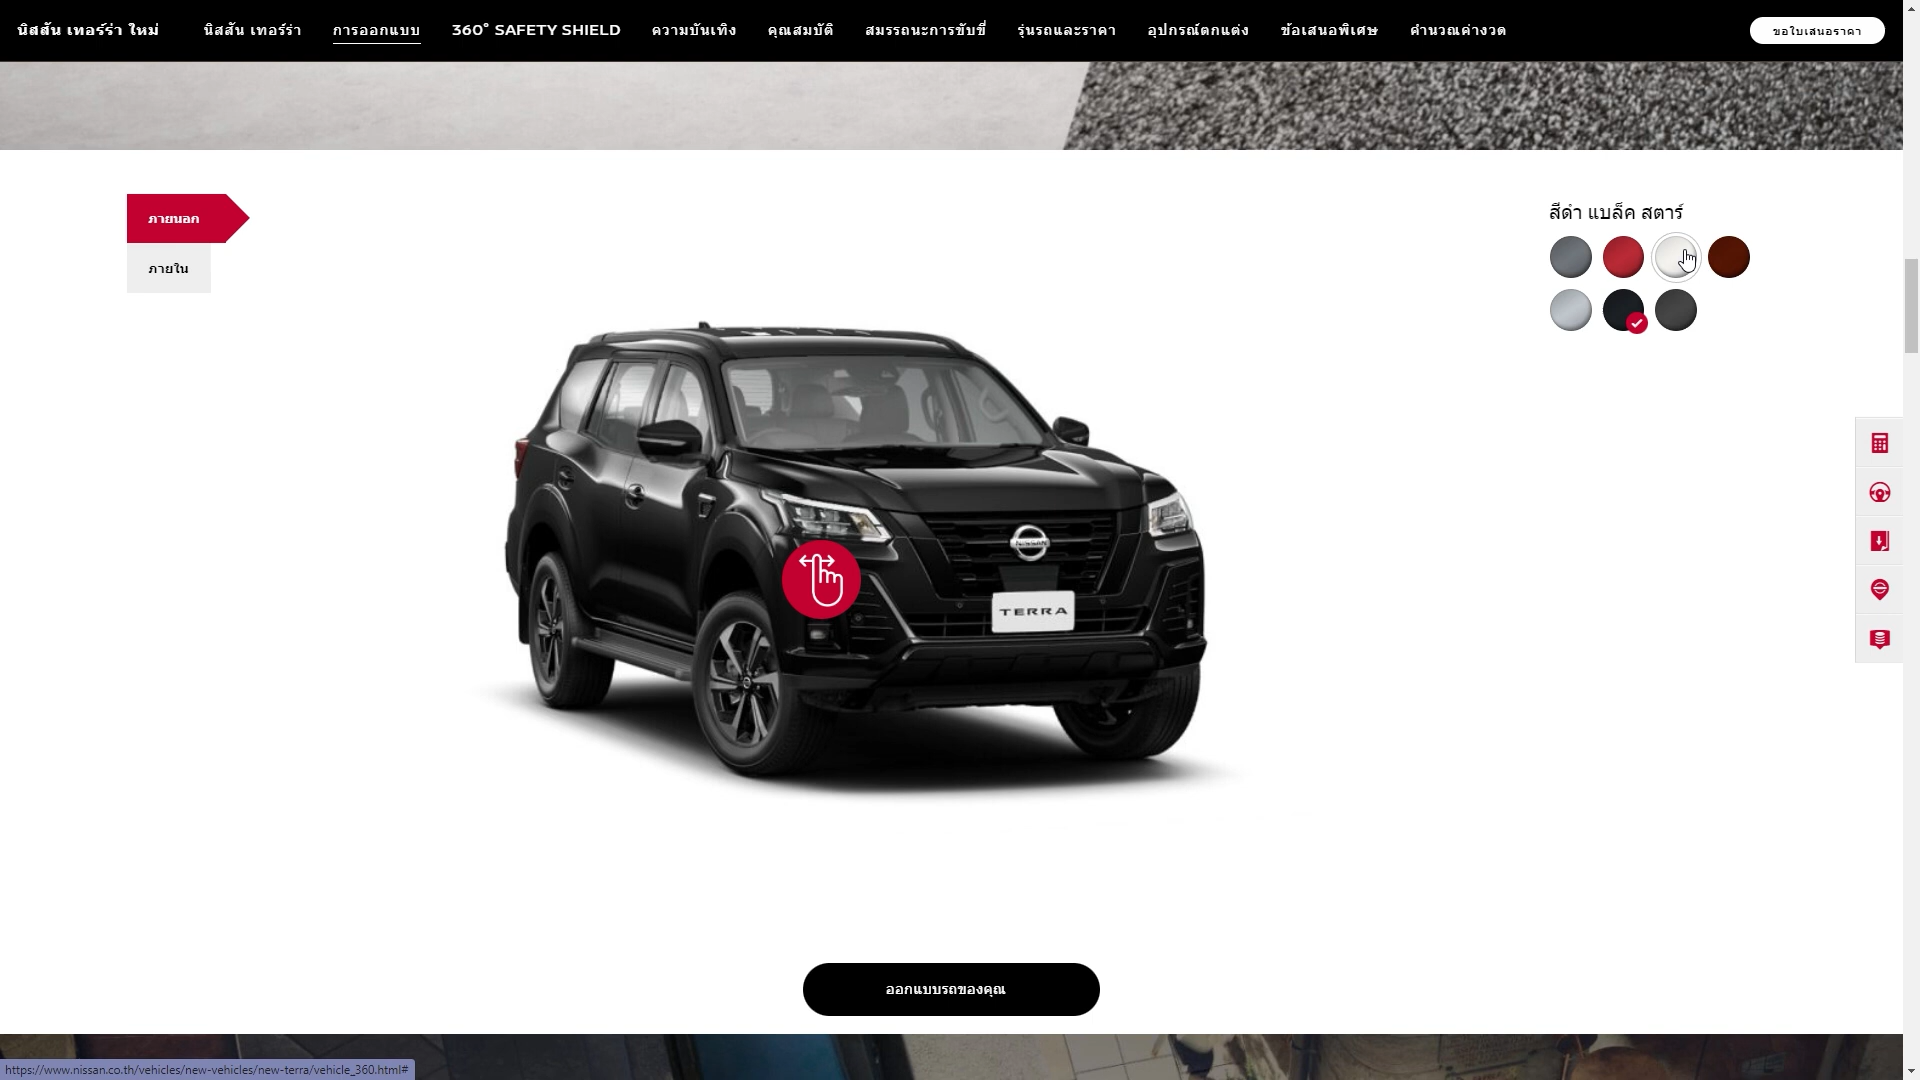 นิสสัน เทอร์ร่า ใหม่
นิสสัน เทอร์ร่า
การออกแบบ
360° SAFETY SHIELD
ความบันเทิง
คุณสมบัติ
สมรรถนะการขับขี่
รุ่นรถและราคา
อุปกรณ์ตกแต่ง
ข้อเสนอพิเศษ
คำนวณค่างวด
ขอใบเสนอราคา
ภายนอก
ภายใน
สีดำ แบล็ค สตาร์
NISSAN
TERRA
ออกแบบรถของคุณ
https://www.nissan.co.th/vehicles/new-vehicles/new-terra/vehicle_360.html#